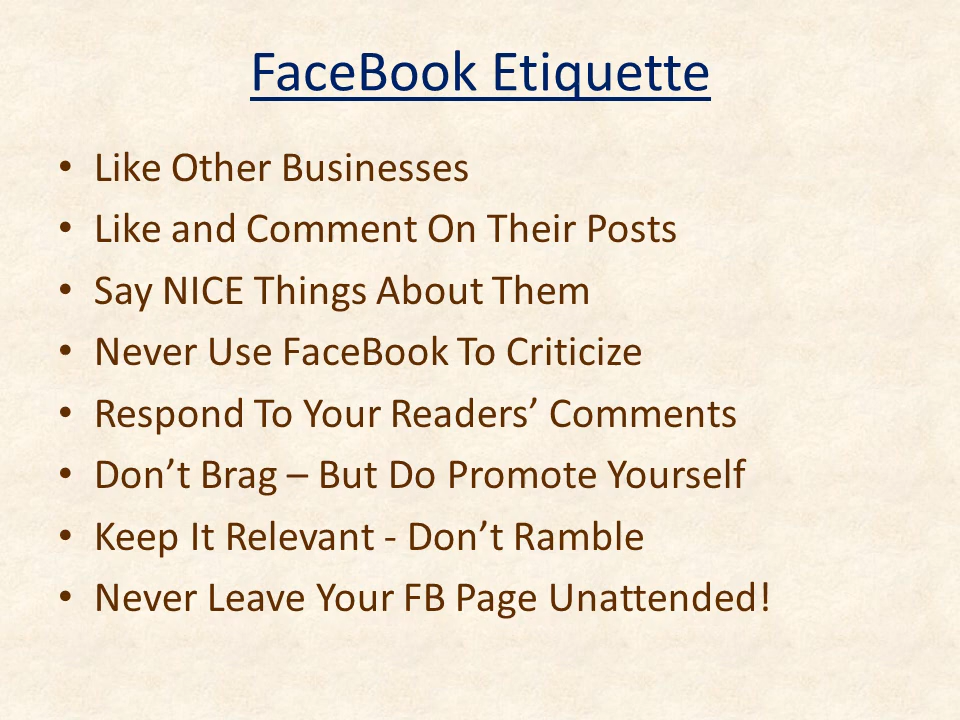 FaceBook Etiquette
• Like Other Businesses
• Like and Comment On Their Posts
• Say NICE Things About Them
• Never Use FaceBook To Criticize
• Respond To Your Readers’ Comments
• Don’t Brag – But Do Promote Yourself
• Keep It Relevant - Don’t Ramble
• Never Leave Your FB Page Unattended!